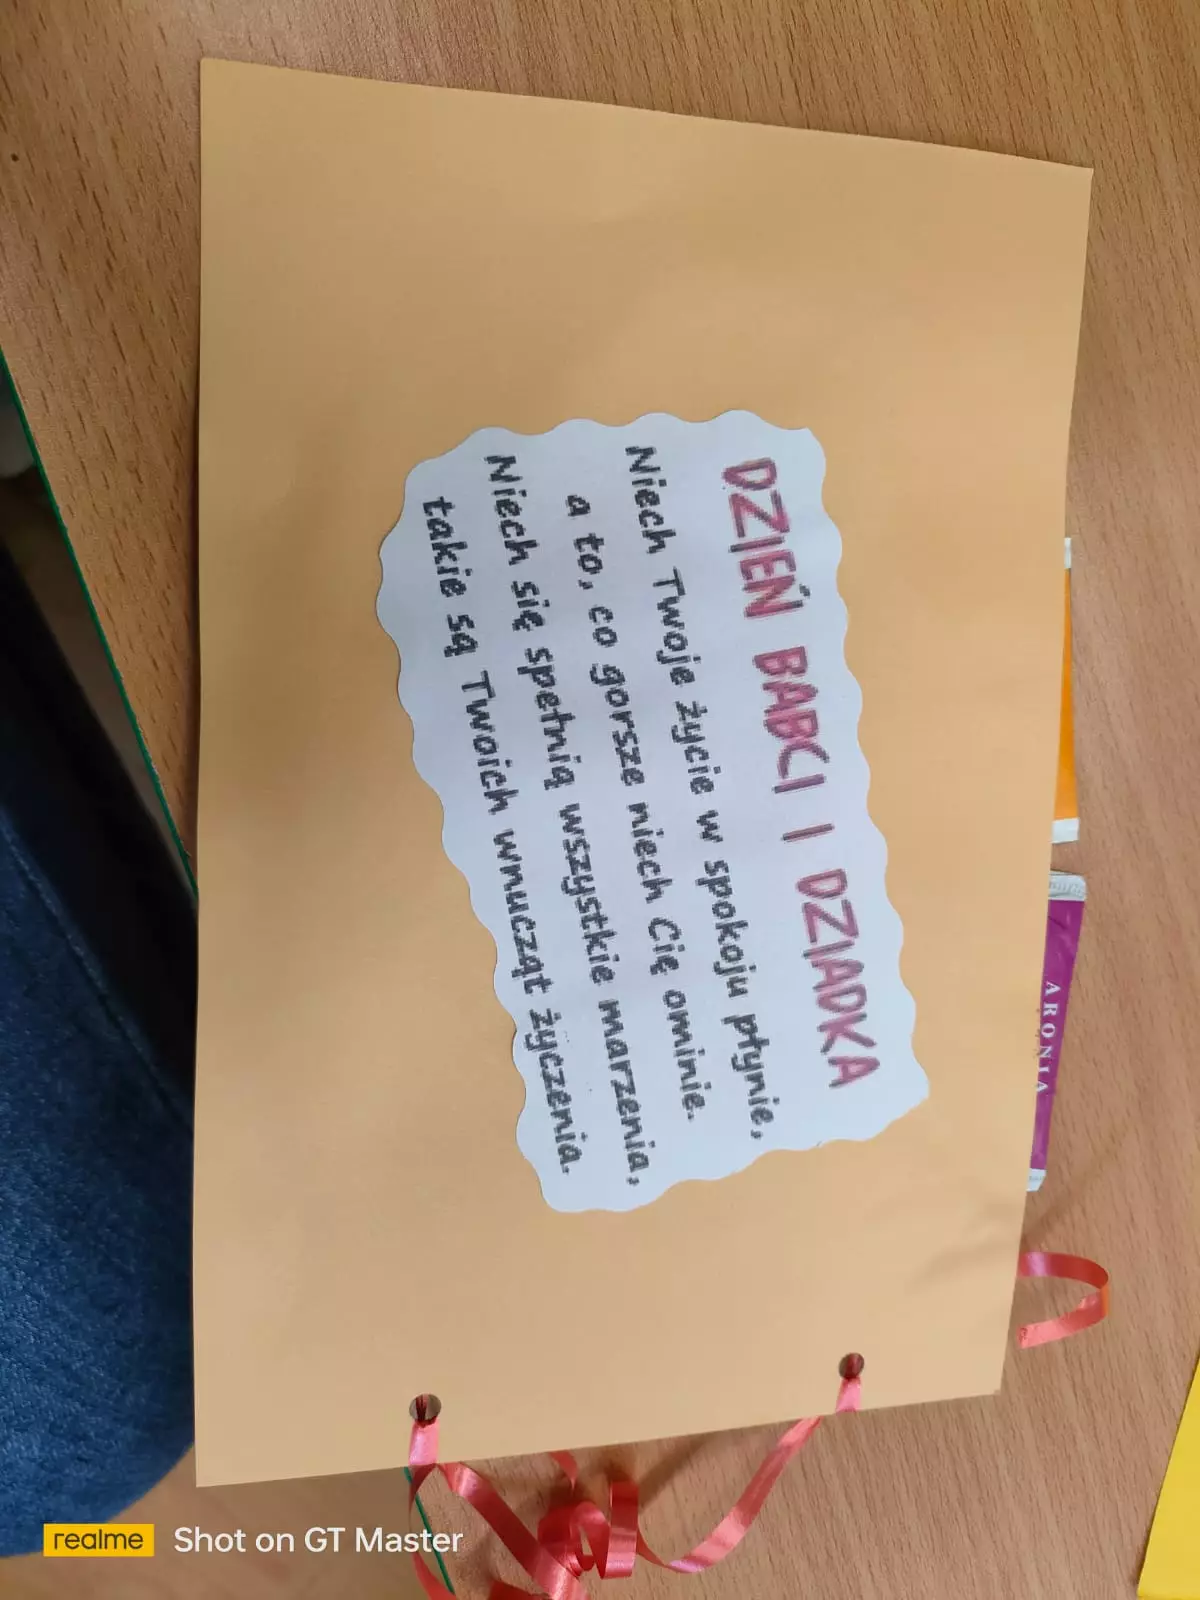 DZIEŃ BABCI I DZIADKA
Niech Twoje życie w spokoju płynie,
a to, co gorsze niech Cię ominie.
Niech się spełnią wszystkie marzenia,
takie są Twoich wnucząt życzenia.
ARONIA
realme Shot on GT Master